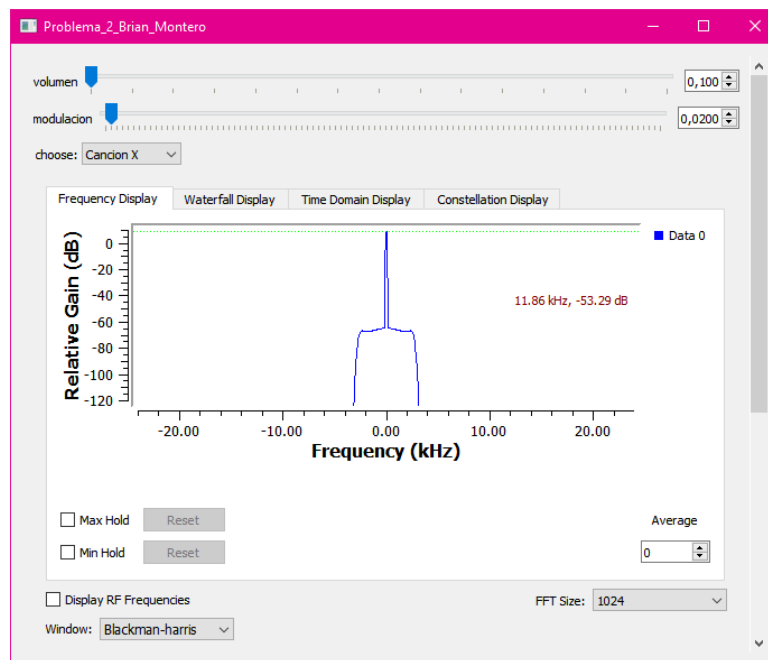 Problema_2_Brian_Montero
volumen 0,100
modulacion 0,0200
choose: Cancion X
Frequency Display Waterfall Display Time Domain Display Constellation Display
Data 0
0
-20
-40
-60
-80
-100
-120
Relative Gain (dB)
11.86 kHz, -53.29 dB
-20.00 -10.00 0.00 10.00 20.00
Frequency (kHz)
Max Hold Reset Average
Min Hold Reset 0
Display RF Frequencies FFT Size: 1024
Window: Blackman-harris